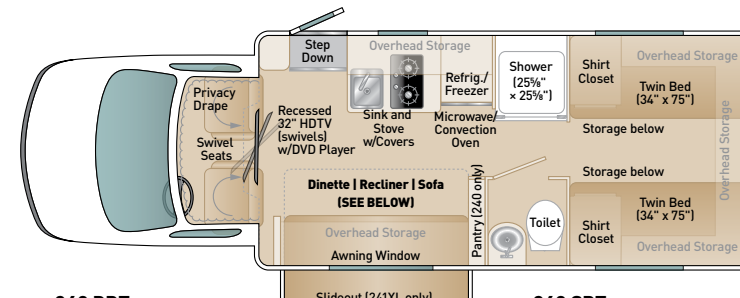 Step
Down
Overhead Storage
Privacy
Drape
Swivel
Seats
Recessed
32" HDTV
(swivels)
w/DVD Player
Sink and
Stove
w/Covers
Refrig./
Freezer
Microwave/
Convection
Oven
Shower
(25⅝"
× 25⅝")
Shirt
Closet
Overhead Storage
Twin Bed
(34" x 75")
Storage below
Overhead Storage
Storage below
Twin Bed
(34" x 75")
Shirt
Closet
Overhead Storage
Toilet
Pantry (240 only)
Dinette | Recliner | Sofa
(SEE BELOW)
Overhead Storage
Awning Window
Slideout (241XL only)